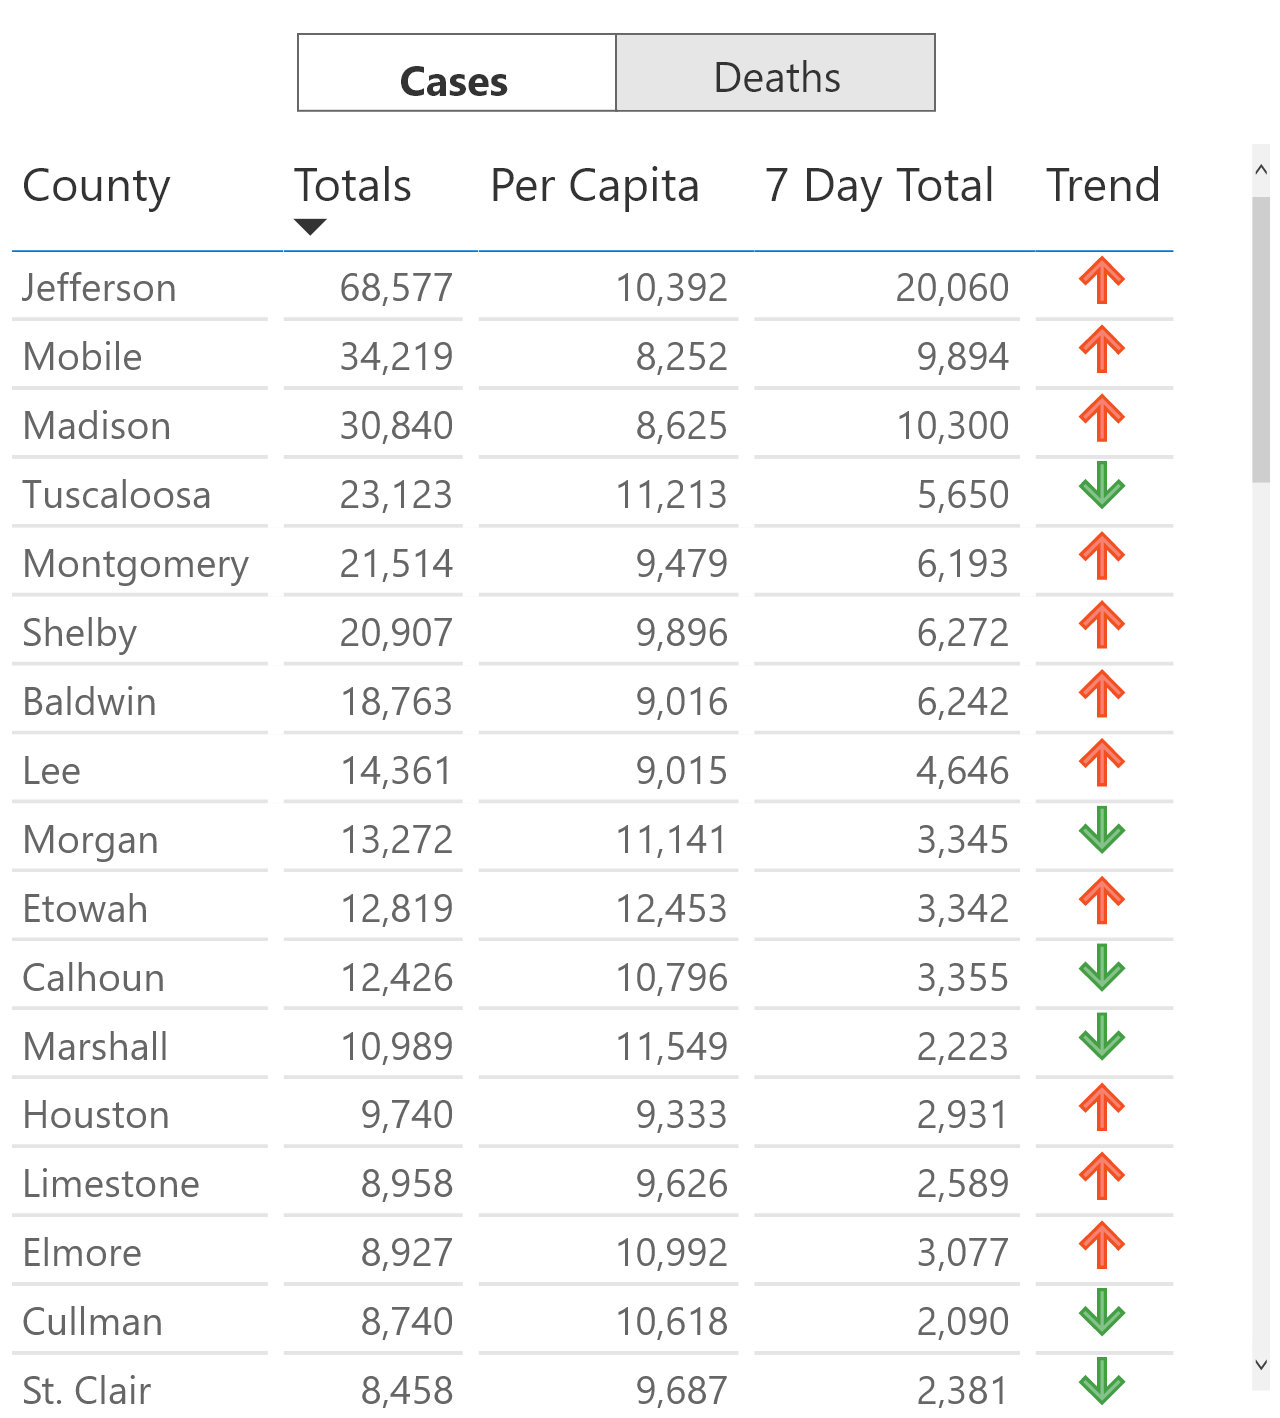 Cases Deaths
County Totals Per Capita 7 Day Total Trend
Jefferson 68,577 10,392 20,060
Mobile 34,219 8,252 9,894
Madison 30,840 8,625 10,300
Tuscaloosa 23,123 11,213 5,650
Montgomery 21,514 9,479 6,193
Shelby 20,907 9,896 6,272
Baldwin 18,763 9,016 6,242
Lee 14,361 9,015 4,646
Morgan 13,272 11,141 3,345
Etowah 12,819 12,453 3,342
Calhoun 12,426 10,796 3,355
Marshall 10,989 11,549 2,223
Houston 9,740 9,333 2,931
Limestone 8,958 9,626 2,589
Elmore 8,927 10,992 3,077
Cullman 8,740 10,618 2,090
St. Clair 8,458 9,687 2,381